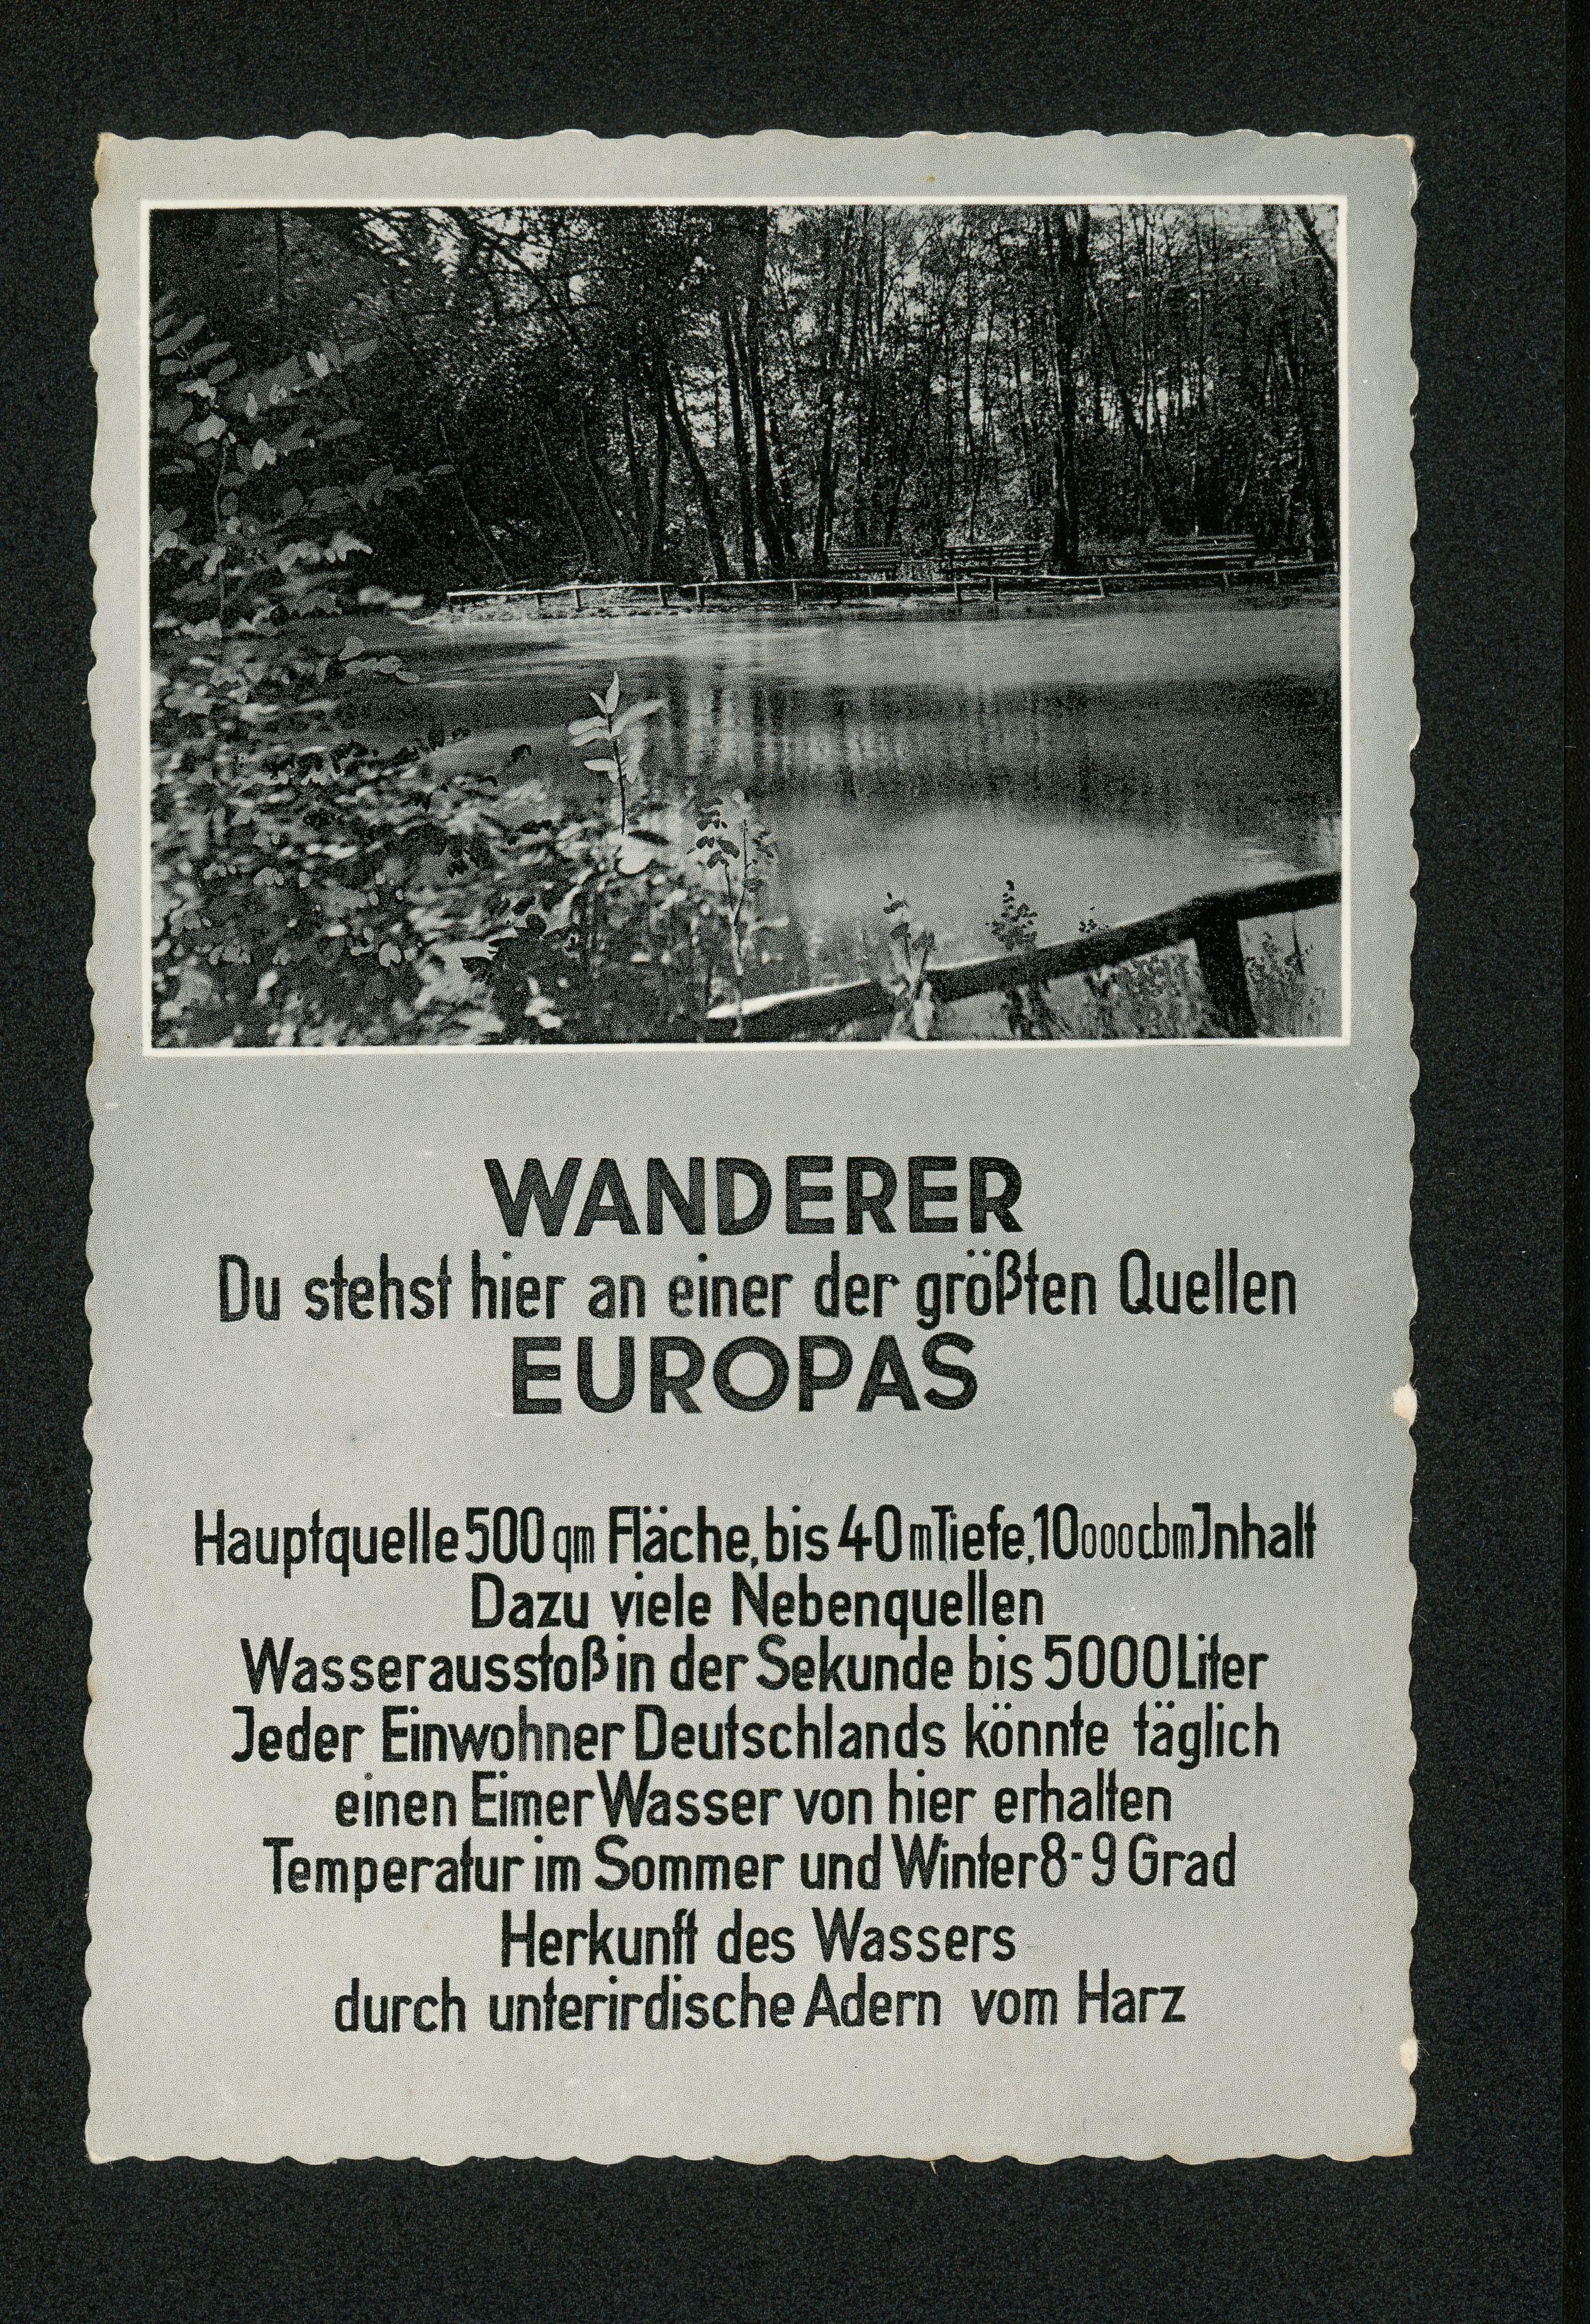 WANDERER
Du stehst hier an einer der größten Quellen
EUROPAS
Hauptquelle 500 qm Fläche, bis 40 m Tiefe, 10000 cbm Jnhalt
Dazu viele Nebenquellen
Wasserausstoß in der Sekunde bis 5000 Liter
Jeder Einwohner Deutschlands könnte täglich
einen Eimer Wasser von hier erhalten
Temperatur im Sommer und Winter 8-9 Grad
Herkunft des Wassers
durch unterirdische Adern vom Harz